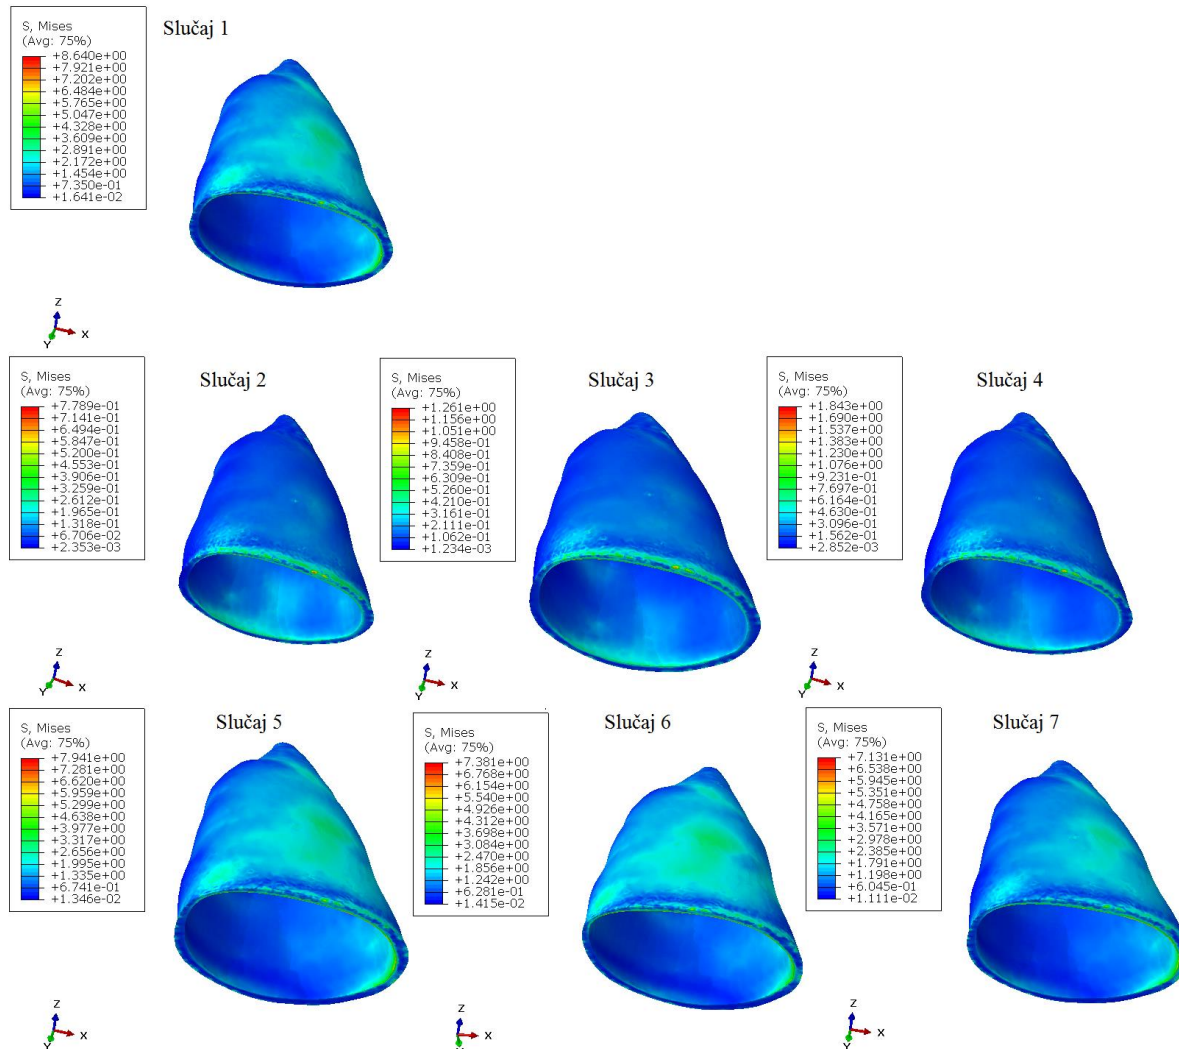 S, Mises
(Avg: 75%)
+8.640e+00
+7.921e+00
+7.202e+00
+6.484e+00
+5.765e+00
+5.047e+00
+4.328e+00
+3.609e+00
+2.891e+00
+2.172e+00
+1.454e+00
+7.350e-01
+1.641e-02
Slučaj 1
Z
X
Y
S, Mises
(Avg: 75%)
+7.789e-01
+7.141e-01
+6.494e-01
+5.847e-01
+5.200e-01
+4.553e-01
+3.906e-01
+3.259e-01
+2.612e-01
+1.965e-01
+1.318e-01
+6.706e-02
+2.353e-03
Slučaj 2
Z
X
Y
S, Mises
(Avg: 75%)
+1.261e+00
+1.156e+00
+1.051e+00
+9.458e-01
+8.408e-01
+7.359e-01
+6.309e-01
+5.260e-01
+4.210e-01
+3.161e-01
+2.111e-01
+1.062e-01
+1.234e-03
Slučaj 3
Z
X
Y
S, Mises
(Avg: 75%)
+1.843e+00
+1.690e+00
+1.537e+00
+1.383e+00
+1.230e+00
+1.076e+00
+9.231e-01
+7.697e-01
+6.164e-01
+4.630e-01
+3.096e-01
+1.562e-01
+2.852e-03
Slučaj 4
Z
X
Y
S, Mises
(Avg: 75%)
+7.941e+00
+7.281e+00
+6.620e+00
+5.959e+00
+5.299e+00
+4.638e+00
+3.977e+00
+3.317e+00
+2.656e+00
+1.995e+00
+1.335e+00
+6.741e-01
+1.346e-02
Slučaj 5
Z
X
Y
S, Mises
(Avg: 75%)
+7.381e+00
+6.768e+00
+6.154e+00
+5.540e+00
+4.926e+00
+4.312e+00
+3.698e+00
+3.084e+00
+2.470e+00
+1.856e+00
+1.242e+00
+6.281e-01
+1.415e-02
Slučaj 6
Z
X
Y
S, Mises
(Avg: 75%)
+7.131e+00
+6.538e+00
+5.945e+00
+5.351e+00
+4.758e+00
+4.165e+00
+3.571e+00
+2.978e+00
+2.385e+00
+1.791e+00
+1.198e+00
+6.045e-01
+1.111e-02
Slučaj 7
Z
X
Y